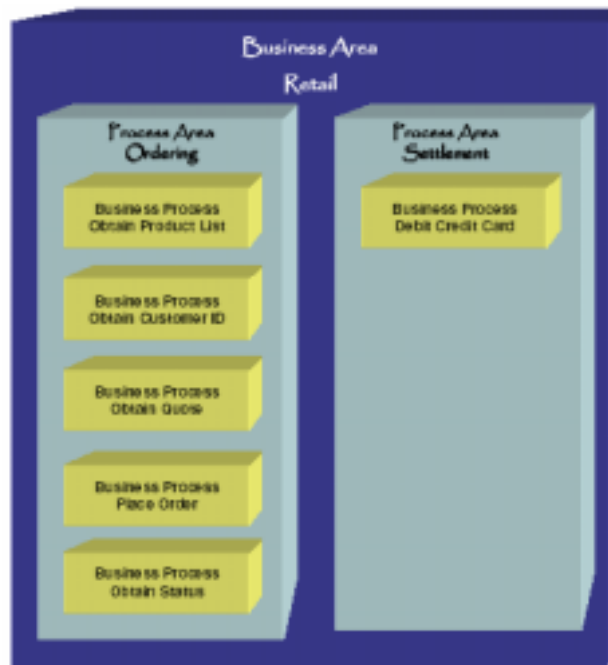 Business Area
Retail
Process Area
Ordering
Business Process
Obtain Product List
Business Process
Obtain Customer ID
Business Process
Obtain Quote
Business Process
Place Order
Business Process
Obtain Status
Process Area
Settlement
Business Process
Debit Credit Card